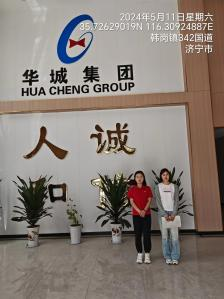 2024年5月11日星期六
35.72629019N 116.30924887E
韩岗镇342国道
济宁市
华城集团
HUA CHENG GROUP
人 诚